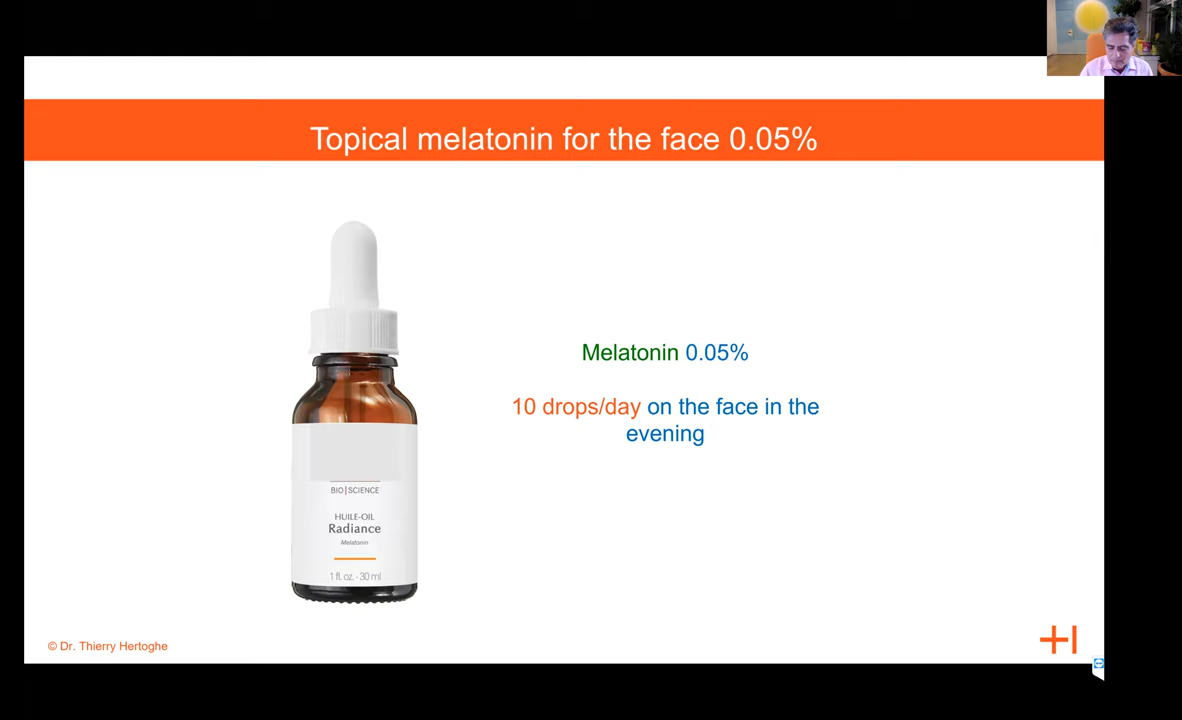 Topical melatonin for the face 0.05%
Melatonin 0.05%
10 drops/day on the face in the
evening
BIO|SCIENCE
HUILE-OIL
Radiance
Melatonin
1 fl. oz. - 30 ml
© Dr. Thierry Hertoghe